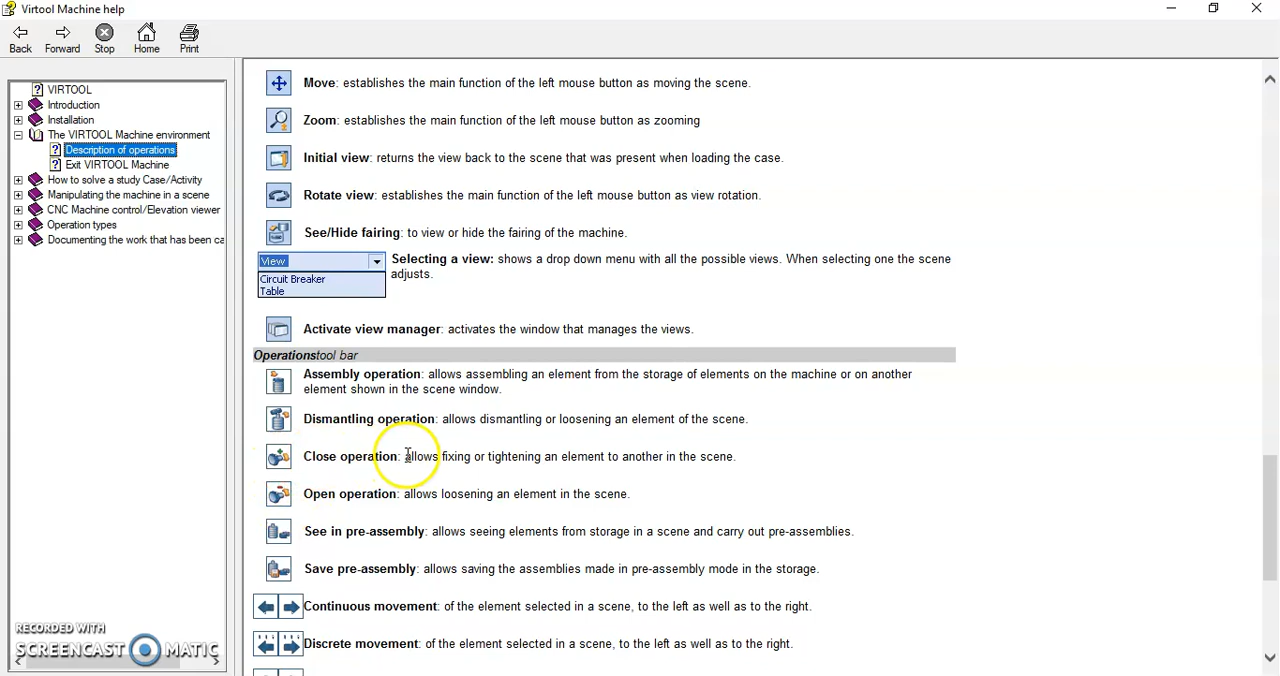 Virtool Machine help
Back Forward Stop Home Print
VIRTOOL
Introduction
Installation
The VIRTOOL Machine environment
Description of operations
Exit VIRTOOL Machine
How to solve a study Case/Activity
Manipulating the machine in a scene
CNC Machine control/Elevation viewer
Operation types
Documenting the work that has been ca
Move: establishes the main function of the left mouse button as moving the scene.
Zoom: establishes the main function of the left mouse button as zooming
Initial view: returns the view back to the scene that was present when loading the case.
Rotate view: establishes the main function of the left mouse button as view rotation.
See/Hide fairing: to view or hide the fairing of the machine.
View
Circuit Breaker
Table
Selecting a view: shows a drop down menu with all the possible views. When selecting one the scene
adjusts.
Activate view manager: activates the window that manages the views.
Operationstool bar
Assembly operation: allows assembling an element from the storage of elements on the machine or on another
element shown in the scene window.
Dismantling operation: allows dismantling or loosening an element of the scene.
Close operation: allows fixing or tightening an element to another in the scene.
Open operation: allows loosening an element in the scene.
See in pre-assembly: allows seeing elements from storage in a scene and carry out pre-assemblies.
Save pre-assembly: allows saving the assemblies made in pre-assembly mode in the storage.
Continuous movement: of the element selected in a scene, to the left as well as to the right.
Discrete movement: of the element selected in a scene, to the left as well as to the right.
RECORDED WITH
SCREENCAST MATIC